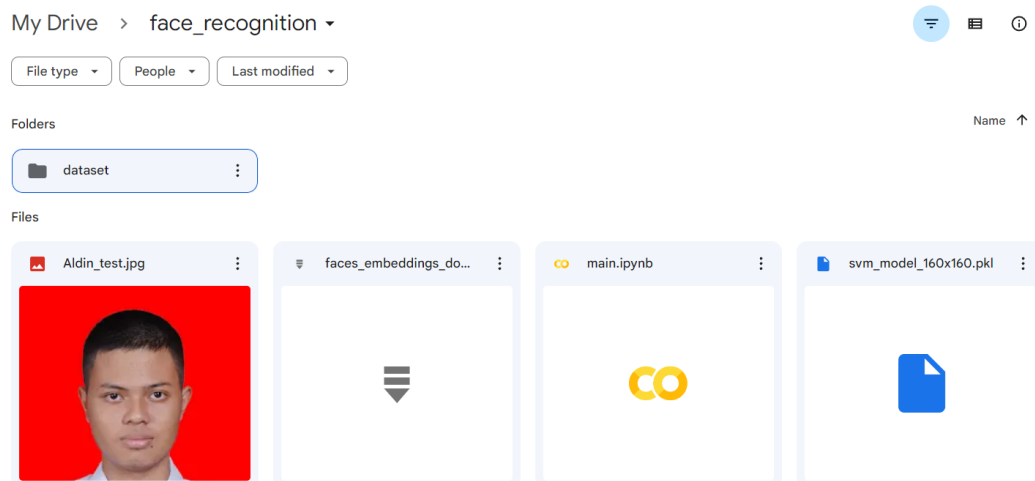 My Drive > face_recognition
File type People Last modified
Folders
Name
dataset
Files
Aldin_test.jpg faces_embeddings_do... main.ipynb svm_model_160x160.pkl